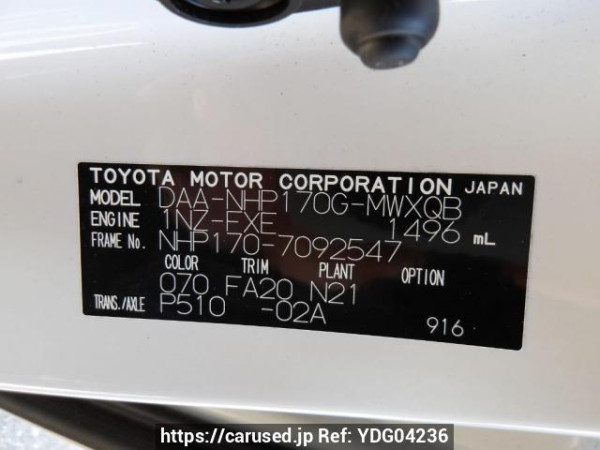 TOYOTA MOTOR CORPORATION JAPAN
MODEL DAA-NHP170G-MWXQB
ENGINE 1NZ-EXE 1496 mL
FRAME No. NHP170-7092547
COLOR TRIM PLANT OPTION
070 FA20 N21
TRANS./AXLE P510 -02A
916
https://carused.jp Ref: YDG04236